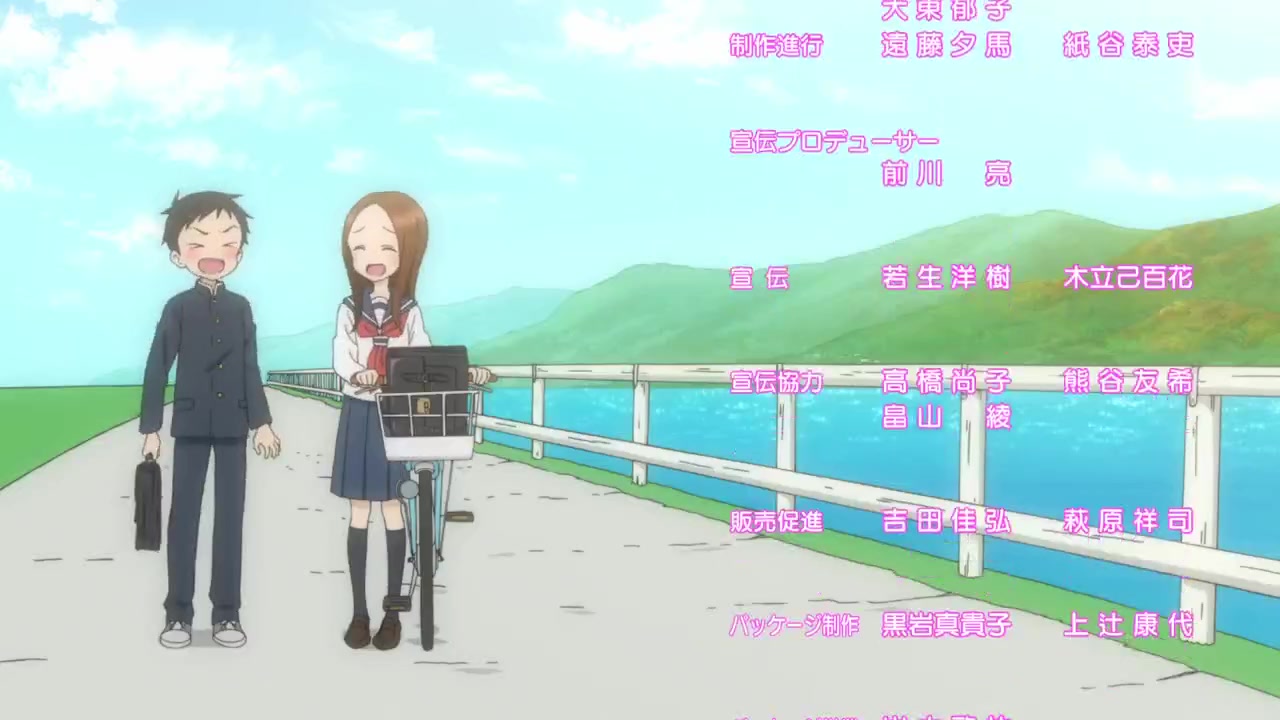 大東郁子
制作進行 遠藤夕馬 紙谷泰吏
宣伝プロデューサー
前川 亮
宣伝 若生洋樹 木立己百花
宣伝協力 高橋尚子 熊谷友希
畠山 綾
販売促進 吉田佳弘 萩原祥司
パッケージ制作 黒岩真貴子 上辻康代